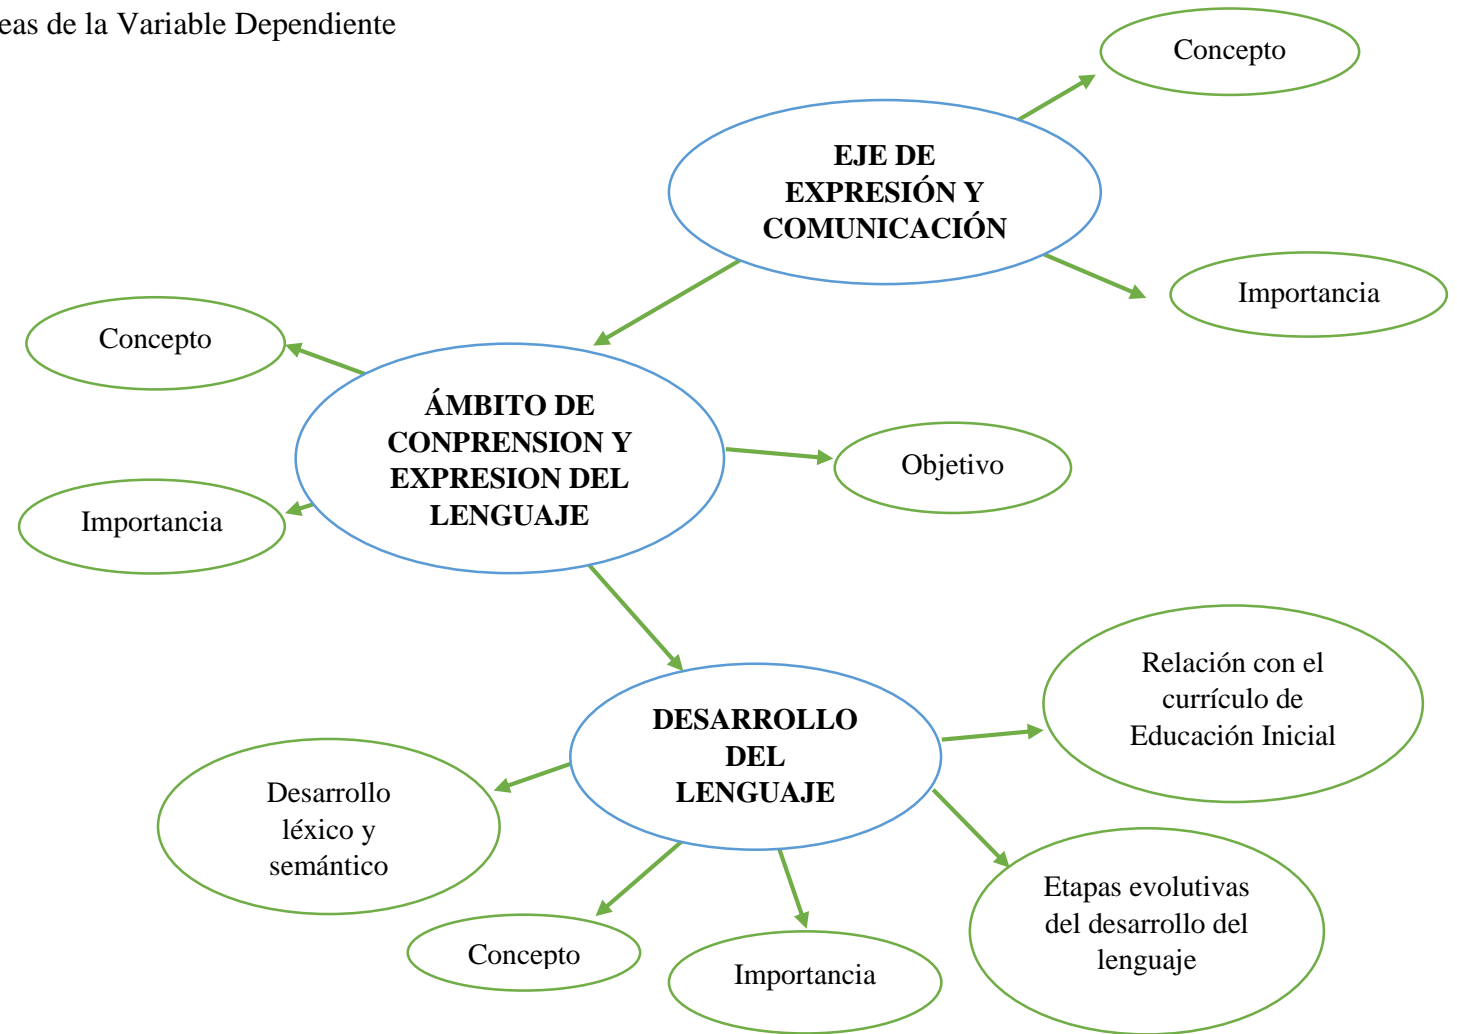 eas de la Variable Dependiente
Concepto
EJE DE
EXPRESIÓN Y
COMUNICACIÓN
Importancia
Concepto
ÁMBITO DE
CONPRENSION Y
EXPRESION DEL
LENGUAJE
Objetivo
Importancia
Relación con el
currículo de
Educación Inicial
DESARROLLO
DEL
LENGUAJE
Desarrollo
léxico y
semántico
Etapas evolutivas
del desarrollo del
lenguaje
Concepto
Importancia